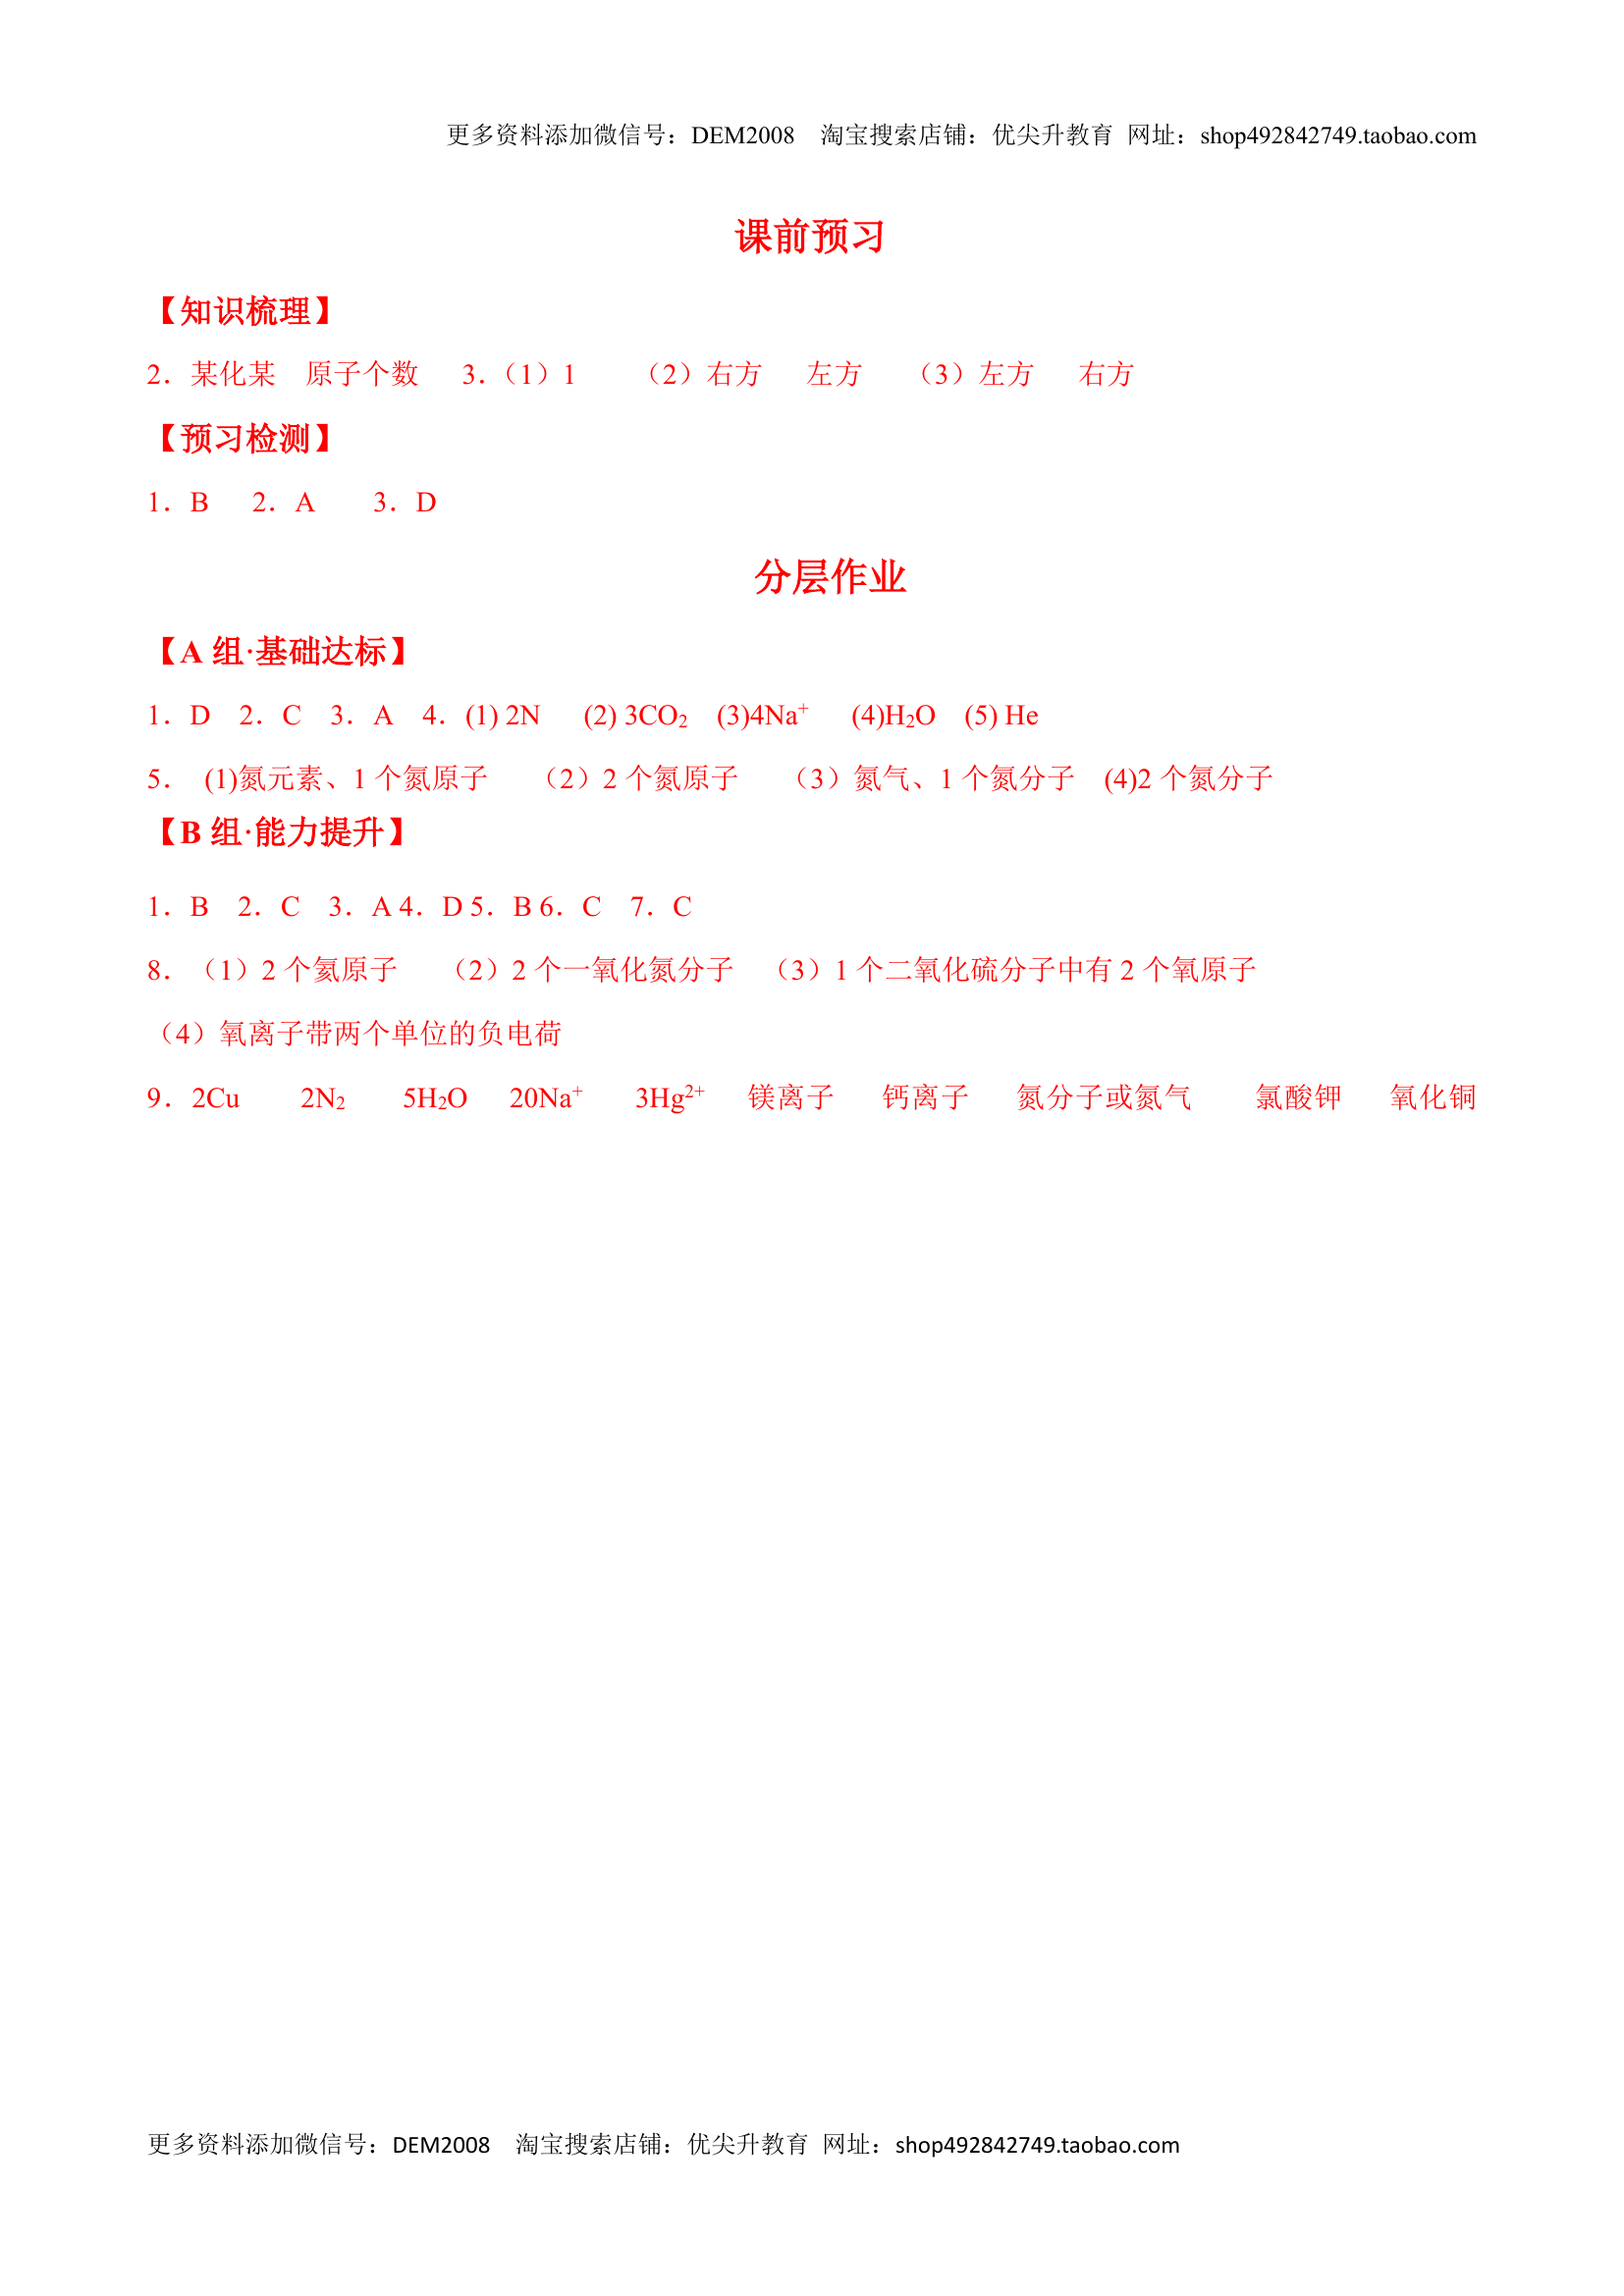 更多资料添加微信号：DEM2008　淘宝搜索店铺：优尖升教育 网址：shop492842749.taobao.com
课前预习
【知识梳理】
2．某化某　原子个数　3．（1）1　（2）右方　左方　（3）左方　右方
【预习检测】
1．B　2．A　3．D
分层作业
【A 组·基础达标】
1．D　2．C　3．A　4．(1) 2N　(2) 3CO₂　(3)4Na⁺　(4)H₂O　(5) He
5．　(1)氮元素、1 个氮原子　（2）2 个氮原子　（3）氮气、1 个氮分子　(4)2 个氮分子
【B 组·能力提升】
1．B　2．C　3．A 4．D 5．B 6．C　7．C
8．（1）2 个氦原子　（2）2 个一氧化氮分子　（3）1 个二氧化硫分子中有 2 个氧原子
（4）氧离子带两个单位的负电荷
9．2Cu　2N₂　5H₂O　20Na⁺　3Hg²⁺　镁离子　钙离子　氮分子或氮气　氯酸钾　氧化铜
更多资料添加微信号：DEM2008　淘宝搜索店铺：优尖升教育 网址：shop492842749.taobao.com